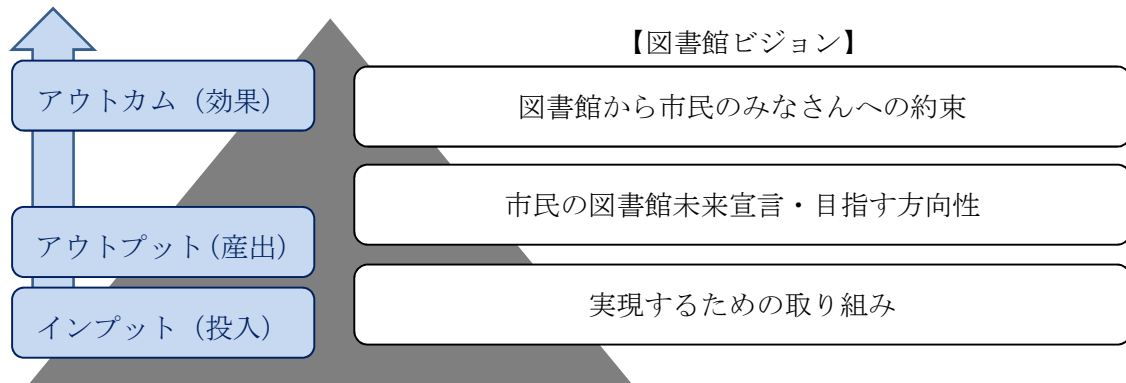 【図書館ビジョン】
アウトカム（効果）
図書館から市民のみなさんへの約束
市民の図書館未来宣言・目指す方向性
アウトプット(産出)
実現するための取り組み
インプット（投入）